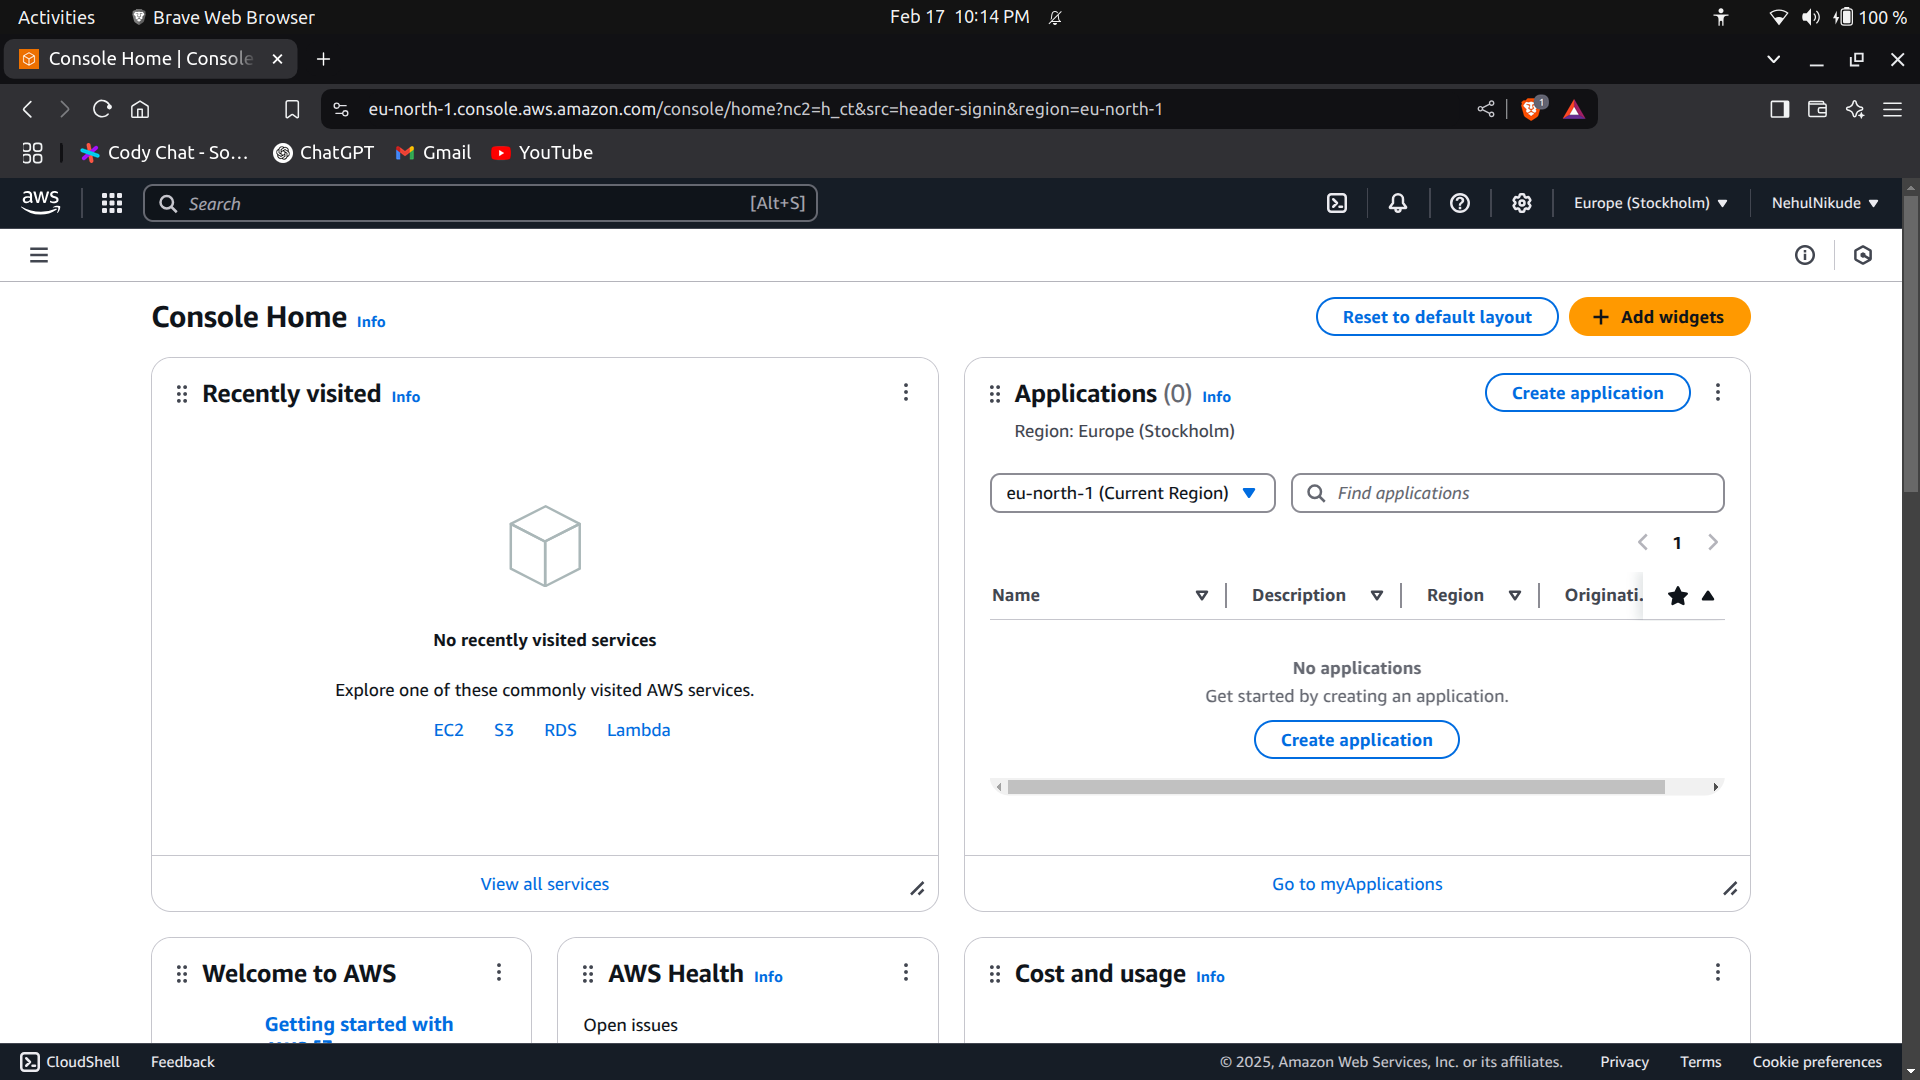 Activities Brave Web Browser Feb 17 10:14 PM 100 %
Console Home | Console
eu-north-1.console.aws.amazon.com/console/home?nc2=h_ct&src=header-signin&region=eu-north-1 1
Cody Chat - So... ChatGPT Gmail YouTube
aws Search [Alt+S] Europe (Stockholm) NehulNikude
Console Home Info Reset to default layout + Add widgets
Recently visited Info
No recently visited services
Explore one of these commonly visited AWS services.
EC2 S3 RDS Lambda
View all services
Applications (0) Info Create application
Region: Europe (Stockholm)
eu-north-1 (Current Region) Find applications
1
Name Description Region Originati.
No applications
Get started by creating an application.
Create application
Go to myApplications
Welcome to AWS
Getting started with
AWS Health Info
Open issues
Cost and usage Info
CloudShell Feedback © 2025, Amazon Web Services, Inc. or its affiliates. Privacy Terms Cookie preferences